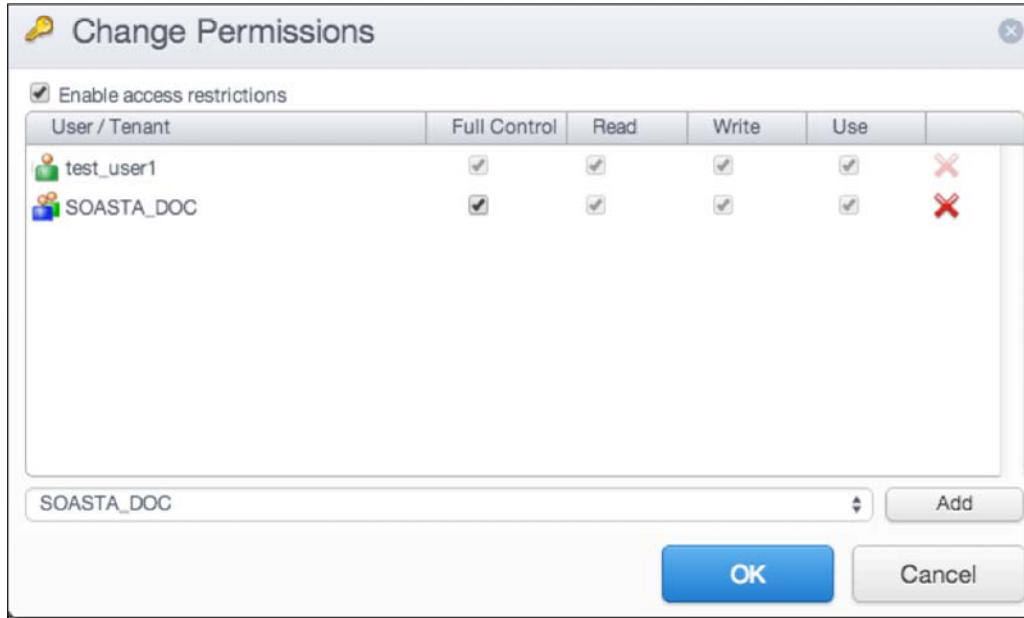 Change Permissions
Enable access restrictions
User / Tenant Full Control Read Write Use
test_user1
SOASTA_DOC
SOASTA_DOC Add
OK Cancel